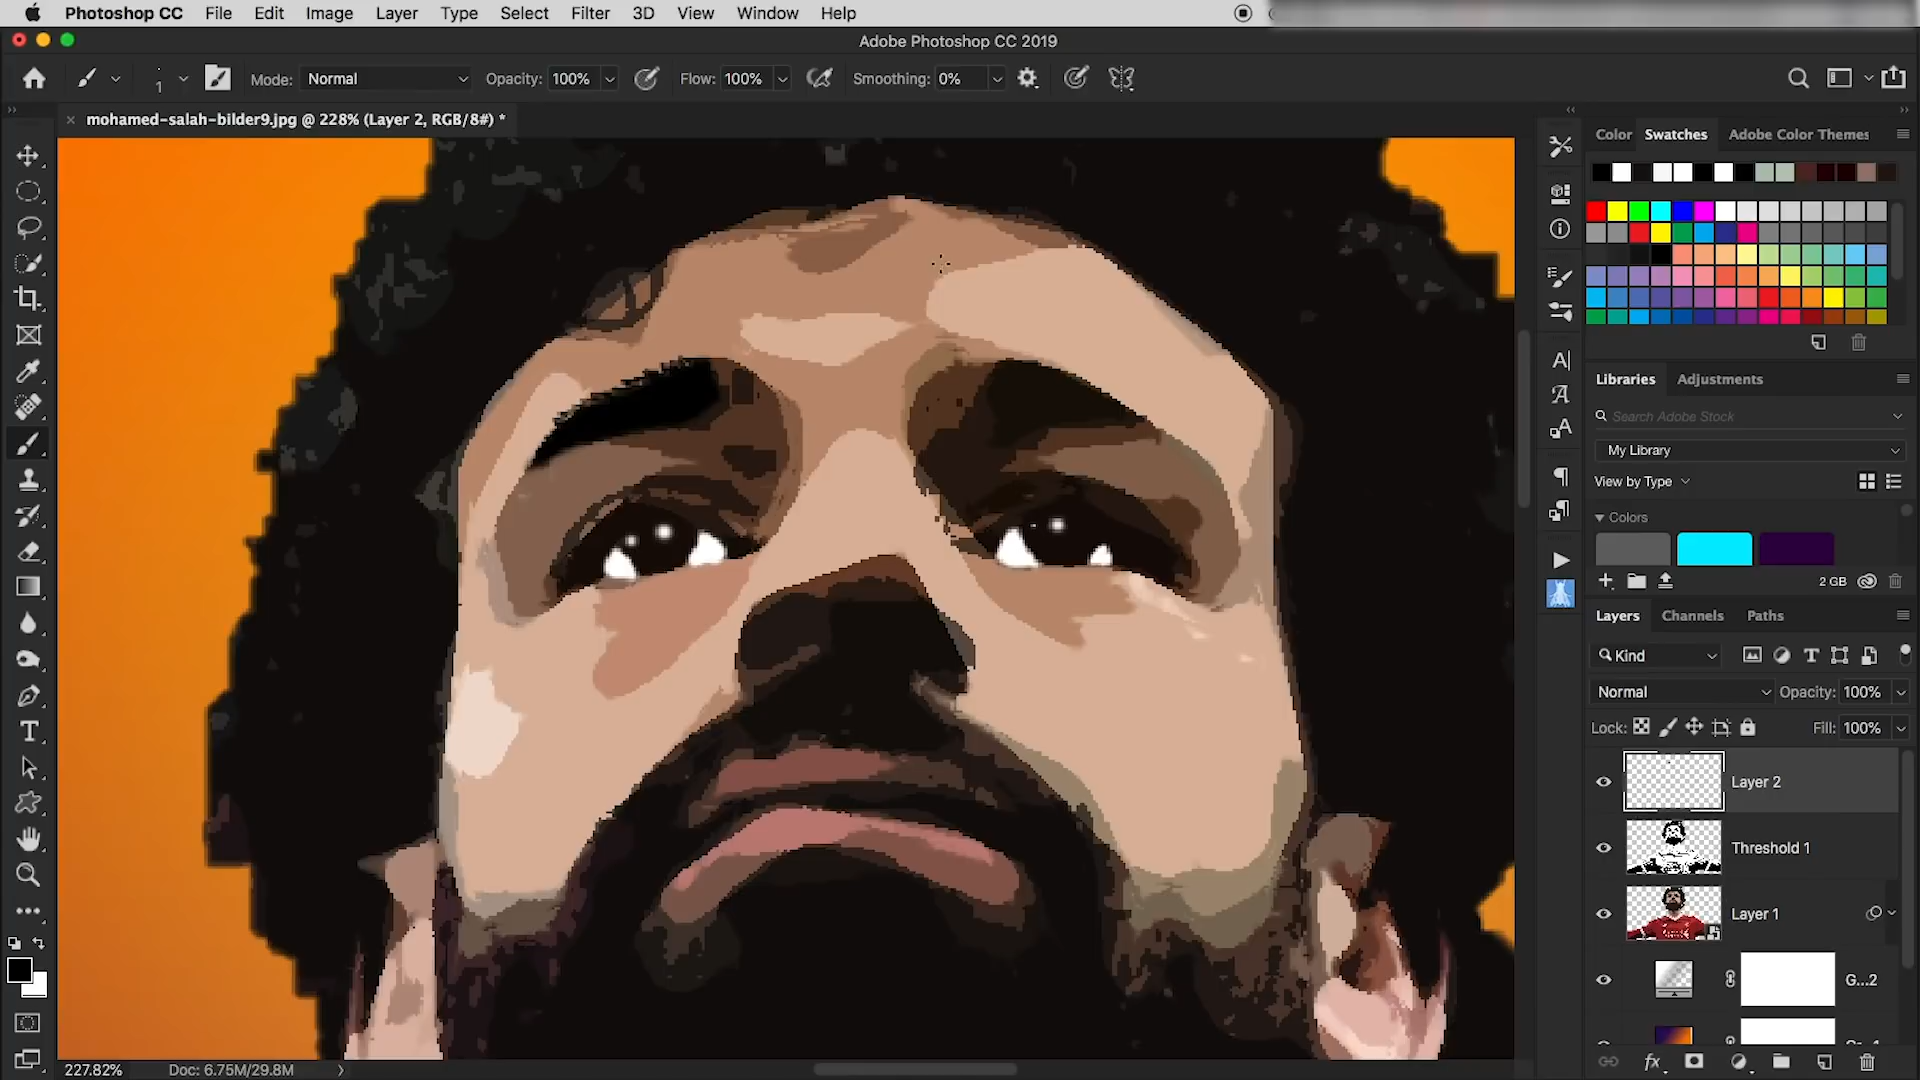 Photoshop CC File Edit Image Layer Type Select Filter 3D View Window Help
Adobe Photoshop CC 2019
1 Mode: Normal Opacity: 100% Flow: 100% Smoothing: 0%
mohamed-salah-bilder9.jpg @ 228% (Layer 2, RGB/8#) *
Color Swatches Adobe Color Themes
Libraries Adjustments
Search Adobe Stock
My Library
View by Type
Colors
2 GB
Layers Channels Paths
Kind
Normal Opacity: 100%
Lock: Fill: 100%
Layer 2
Threshold 1
Layer 1
G...2
fx
227.82% Doc: 6.75M/29.8M